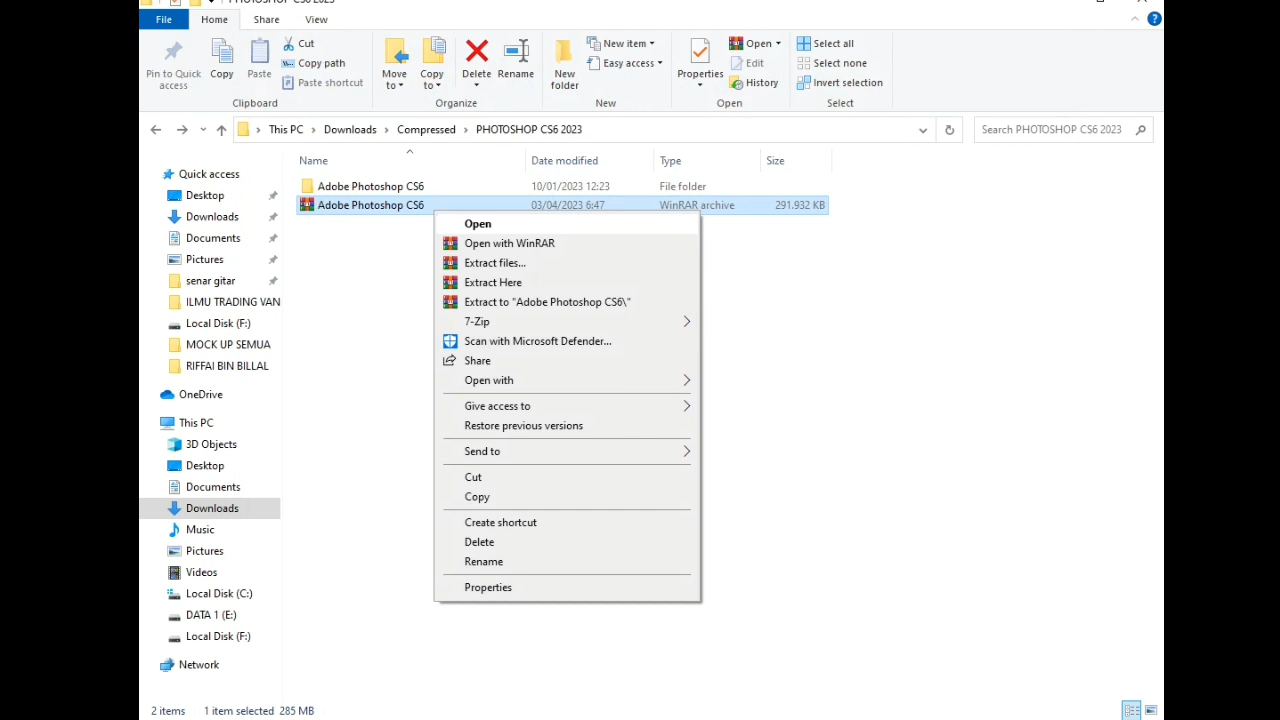 PHOTOSHOP CS6 2023
File Home Share View
Pin to Quick access
Copy
Paste
Cut
Copy path
Paste shortcut
Clipboard
Move to
Copy to
Delete
Rename
Organize
New folder
New item
Easy access
New
Properties
Open
Edit
History
Open
Select all
Select none
Invert selection
Select
This PC > Downloads > Compressed > PHOTOSHOP CS6 2023
Search PHOTOSHOP CS6 2023
Name Date modified Type Size
Adobe Photoshop CS6 10/01/2023 12:23 File folder
Adobe Photoshop CS6 03/04/2023 6:47 WinRAR archive 291.932 KB
Quick access
Desktop
Downloads
Documents
Pictures
senar gitar
ILMU TRADING VAN
Local Disk (F:)
MOCK UP SEMUA
RIFFAI BIN BILLAL
OneDrive
This PC
3D Objects
Desktop
Documents
Downloads
Music
Pictures
Videos
Local Disk (C:)
DATA 1 (E:)
Local Disk (F:)
Network
Open
Open with WinRAR
Extract files...
Extract Here
Extract to "Adobe Photoshop CS6\"
7-Zip
Scan with Microsoft Defender...
Share
Open with
Give access to
Restore previous versions
Send to
Cut
Copy
Create shortcut
Delete
Rename
Properties
2 items 1 item selected 285 MB